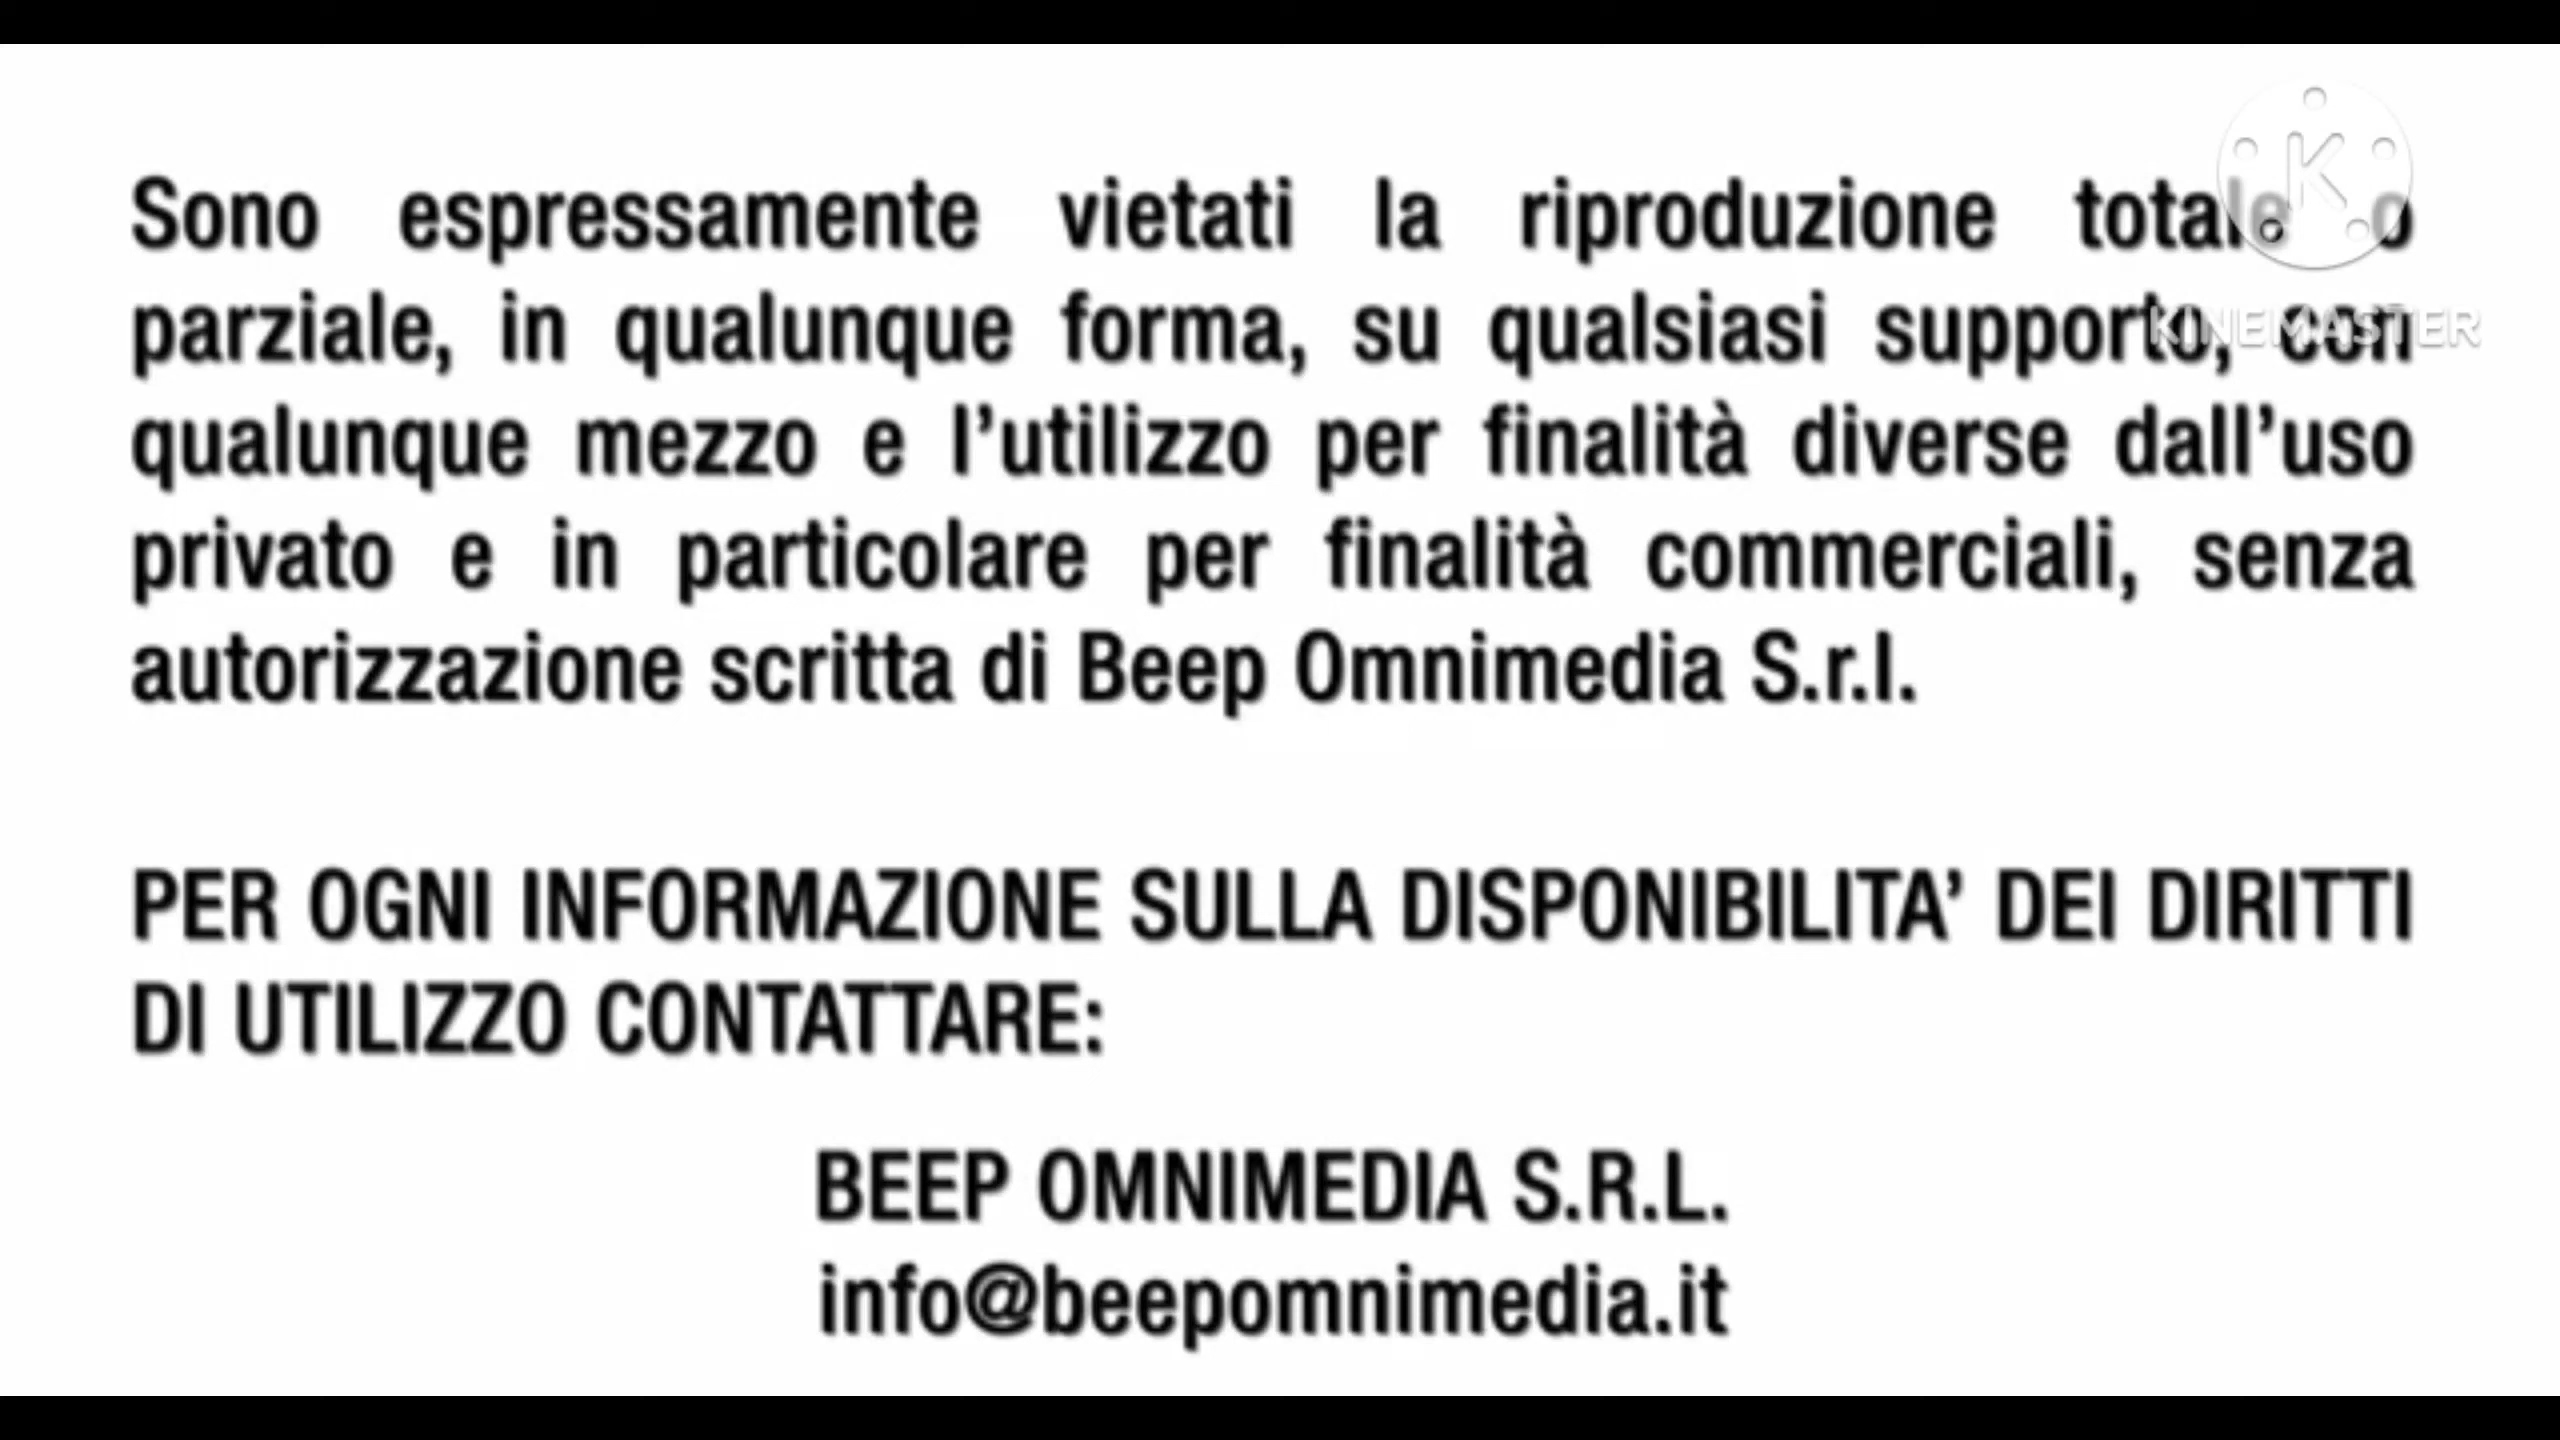 Sono espressamente vietati la riproduzione totale o
parziale, in qualunque forma, su qualsiasi supporto, con
qualunque mezzo e l’utilizzo per finalità diverse dall’uso
privato e in particolare per finalità commerciali, senza
autorizzazione scritta di Beep Omnimedia S.r.l.
PER OGNI INFORMAZIONE SULLA DISPONIBILITA’ DEI DIRITTI
DI UTILIZZO CONTATTARE:
BEEP OMNIMEDIA S.R.L.
info@beepomnimedia.it
K
KINEMASTER